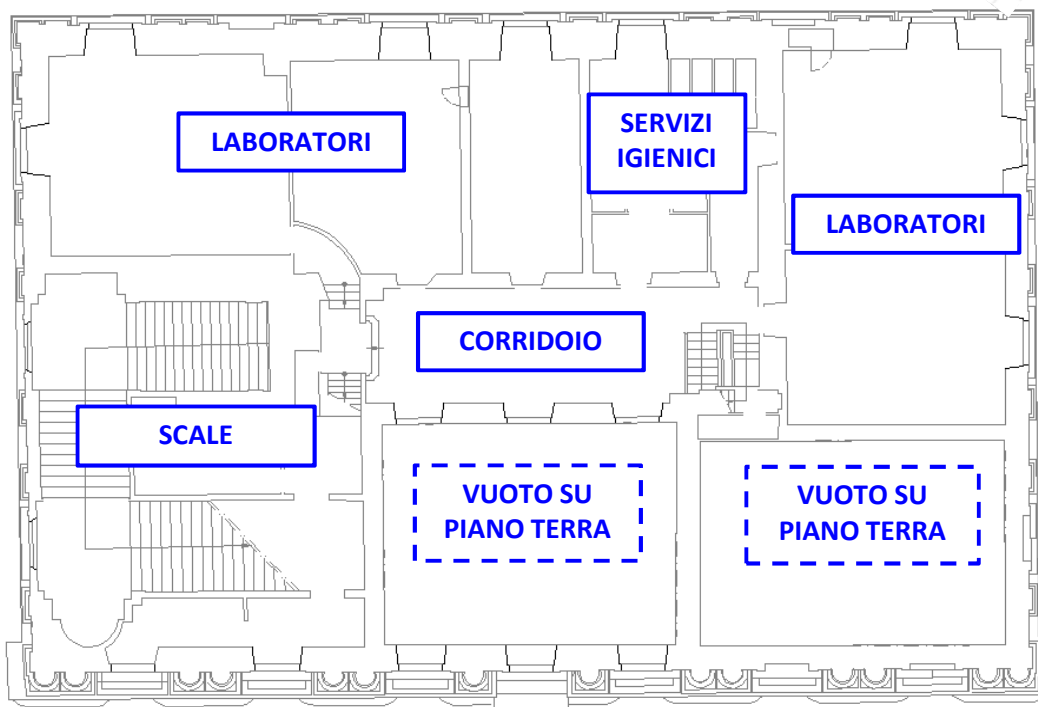 LABORATORI
SERVIZI
IGIENICI
LABORATORI
CORRIDOIO
SCALE
VUOTO SU
PIANO TERRA
VUOTO SU
PIANO TERRA